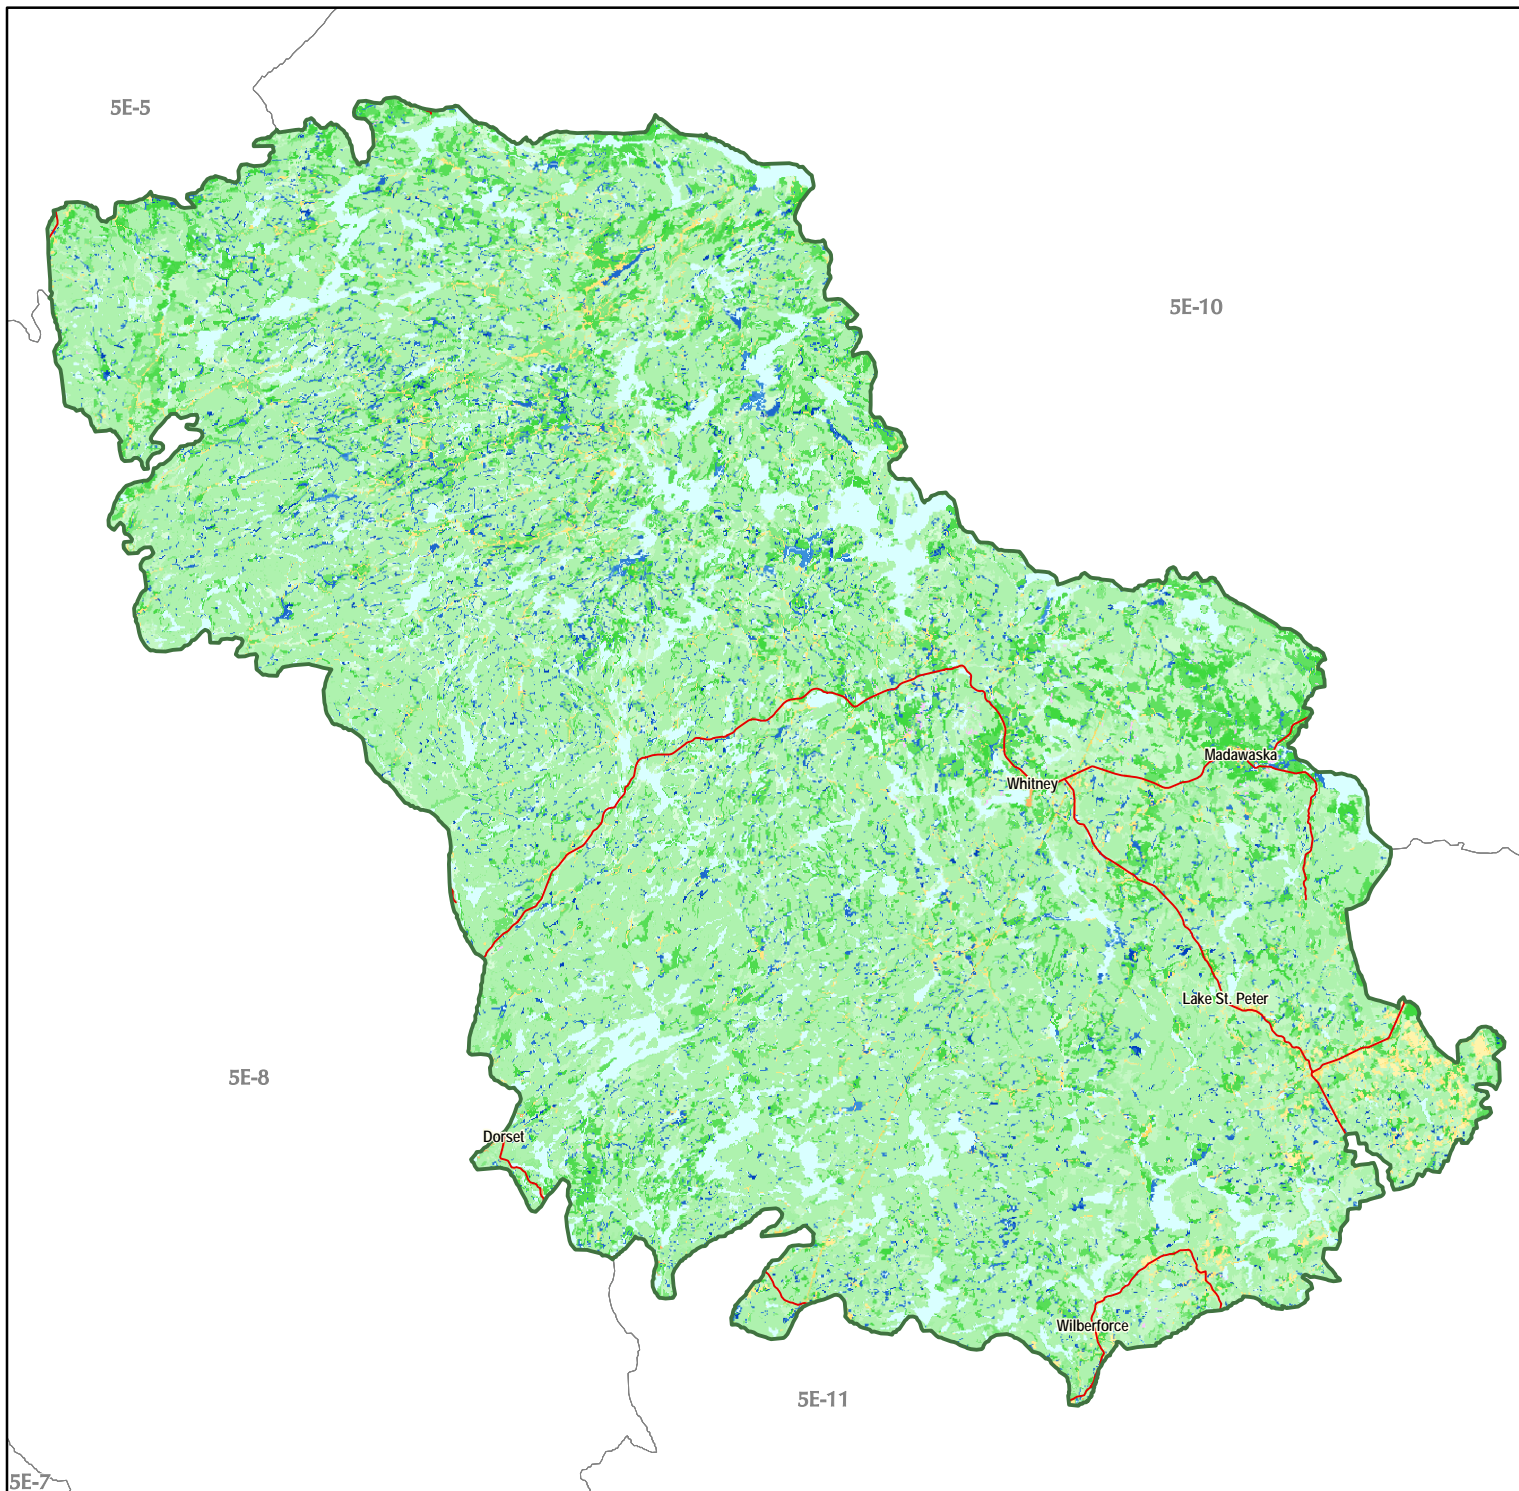 5E-5
5E-10
Madawaska
Whitney
Lake St. Peter
5E-8
Dorset
Wilberforce
5E-11
5E-7